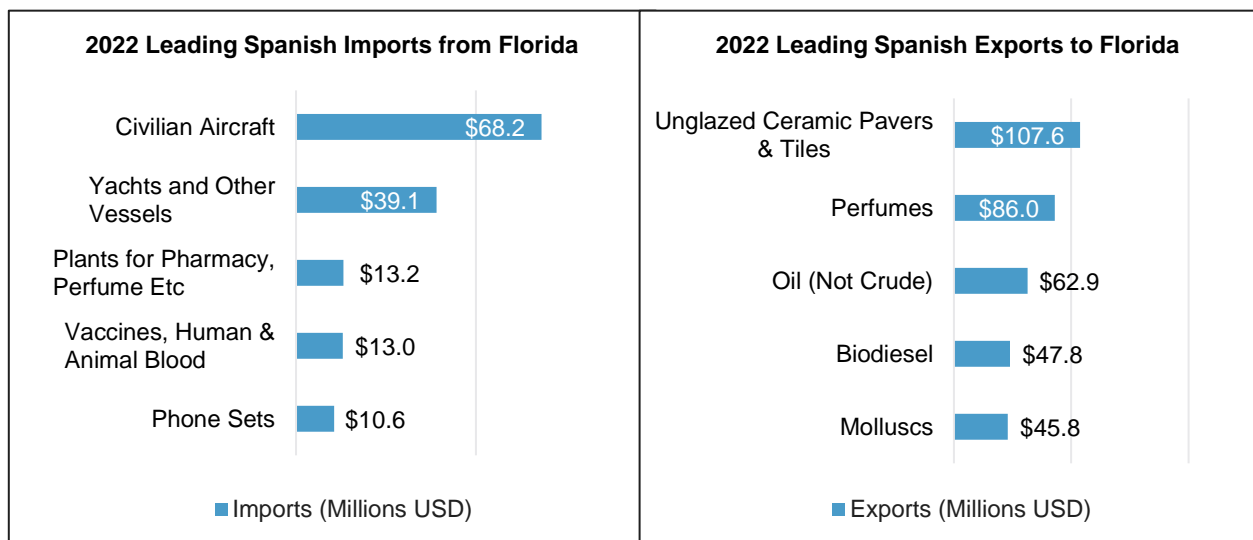 2022 Leading Spanish Imports from Florida
Civilian Aircraft
$68.2
Yachts and Other
Vessels
$39.1
Plants for Pharmacy,
Perfume Etc
$13.2
Vaccines, Human &
Animal Blood
$13.0
Phone Sets
$10.6
Imports (Millions USD)
2022 Leading Spanish Exports to Florida
Unglazed Ceramic Pavers
& Tiles
$107.6
Perfumes
$86.0
Oil (Not Crude)
$62.9
Biodiesel
$47.8
Molluscs
$45.8
Exports (Millions USD)